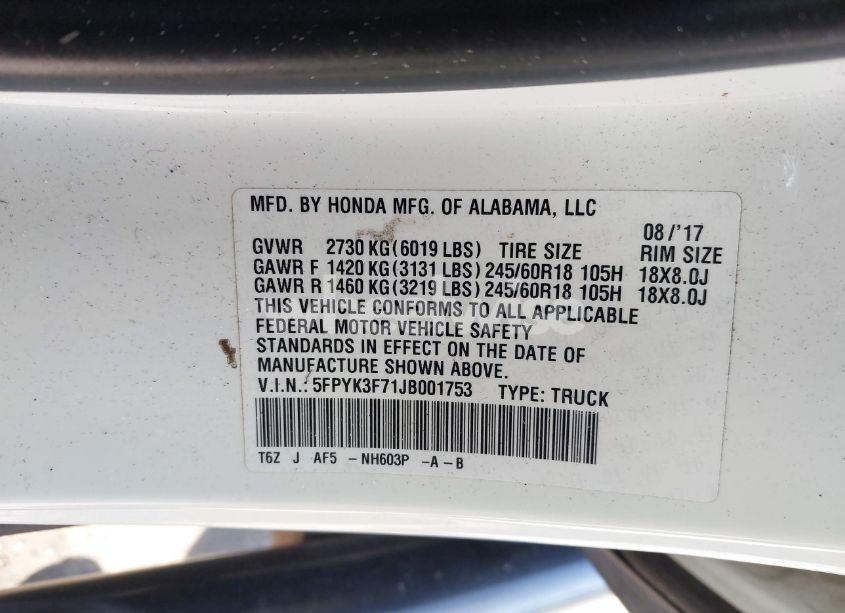 MFD. BY HONDA MFG. OF ALABAMA, LLC
08/'17
GVWR 2730 KG(6019 LBS) TIRE SIZE RIM SIZE
GAWR F 1420 KG(3131 LBS) 245/60R18 105H 18X8.0J
GAWR R 1460 KG(3219 LBS) 245/60R18 105H 18X8.0J
THIS VEHICLE CONFORMS TO ALL APPLICABLE
FEDERAL MOTOR VEHICLE SAFETY
STANDARDS IN EFFECT ON THE DATE OF
MANUFACTURE SHOWN ABOVE.
V.I.N.: 5FPYK3F71JB001753 TYPE: TRUCK
T6Z J AF5 -NH603P -A-B